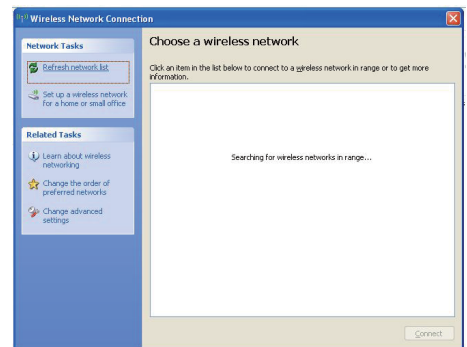 Wireless Network Connection
Network Tasks
Refresh network list
Set up a wireless network
for a home or small office
Related Tasks
Learn about wireless
networking
Change the order of
preferred networks
Change advanced
settings
Choose a wireless network
Click an item in the list below to connect to a wireless network in range or to get more
information.
Searching for wireless networks in range...
Connect